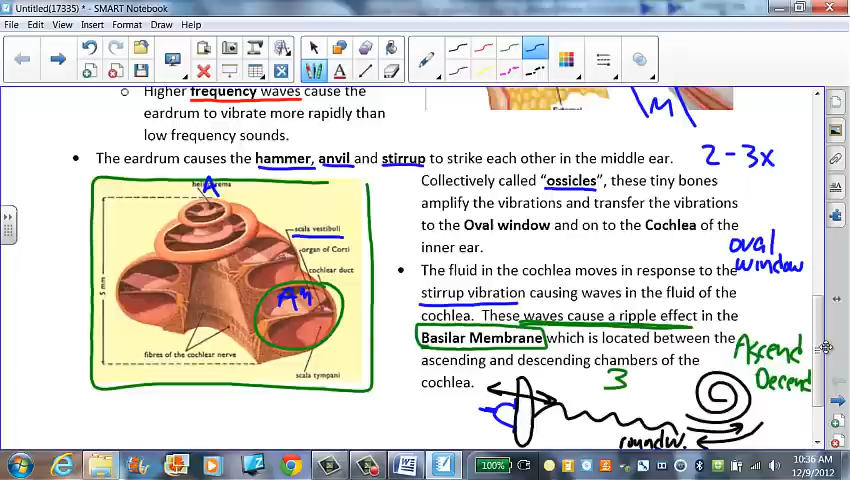 Untitled(17335) * - SMART Notebook
File Edit View Insert Format Draw
o Higher frequency waves cause the
eardrum to vibrate more rapidly than
low frequency sounds.
• The eardrum causes the hammer, anvil and stirrup to strike each other in the middle ear.
2-3x
Collectively called “ossicles”, these tiny bones
amplify the vibrations and transfer the vibrations
to the Oval window and on to the Cochlea of the
inner ear.
oval
window
A
scala vestibuli
organ of Corti
cochlear duct
5 mm
fibres of the cochlear nerve
scala tympani
• The fluid in the cochlea moves in response to the
stirrup vibration causing waves in the fluid of the
cochlea. These waves cause a ripple effect in the
Basilar Membrane which is located between the
ascending and descending chambers of the
cochlea.
3
Ascend
Decend
roundw.
100%
10:36 AM
12/9/2012